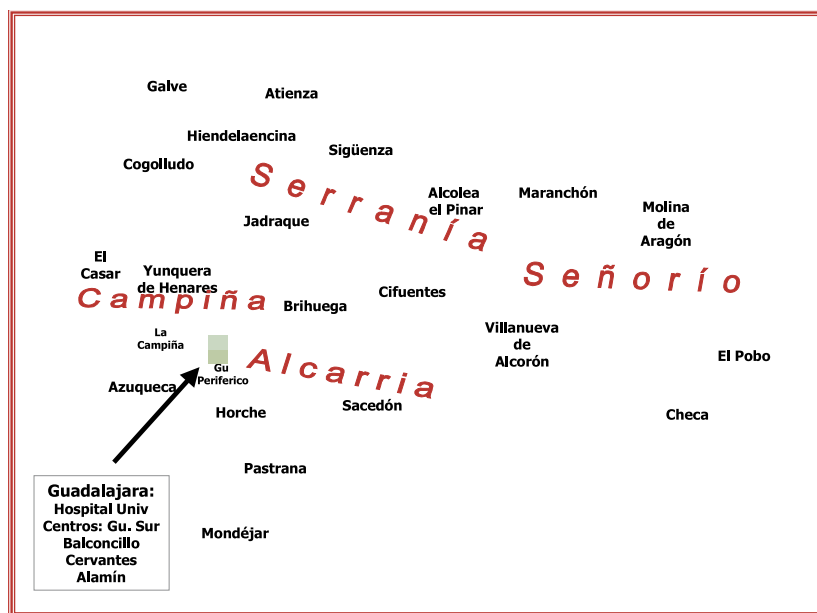 Galve
Atienza
Hiendelaencina
Sigüenza
Cogolludo
Serranía
Alcolea
el Pinar
Maranchón
Molina
de
Aragón
Jadraque
El
Casar
Yunquera
de Henares
Señorío
Campiña
Brihuega
Cifuentes
La
Campiña
Villanueva
de
Alcorón
El Pobo
Gu
Periferico
Alcarria
Azuqueca
Horche
Sacedón
Checa
Pastrana
Guadalajara:
Hospital Univ
Centros: Gu. Sur
Balconcillo
Cervantes
Alamín
Mondéjar